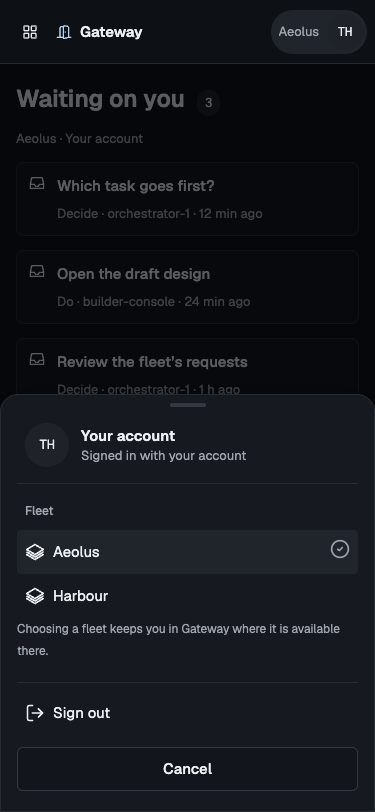 Gateway
Aeolus TH
Waiting on you 3
Aeolus · Your account
Which task goes first?
Decide · orchestrator-1 · 12 min ago
Open the draft design
Do · builder-console · 24 min ago
Review the fleet's requests
Decide · orchestrator-1 · 1 h ago
TH
Your account
Signed in with your account
Fleet
Aeolus
Harbour
Choosing a fleet keeps you in Gateway where it is available
there.
Sign out
Cancel